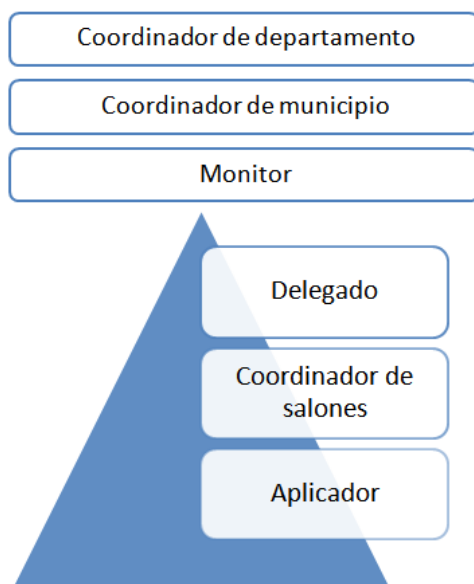 Coordinador de departamento
Coordinador de municipio
Monitor
Delegado
Coordinador de
salones
Aplicador